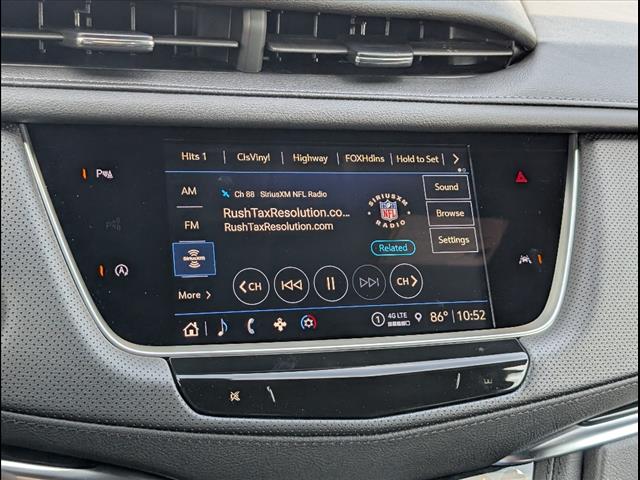 Hits 1 ClsVinyl Highway FOXHdlns Hold to Set
AM
Ch 88 SiriusXM NFL Radio
SIRIUSXM
NFL
RADIO
Sound
RushTaxResolution.co...
Browse
FM
RushTaxResolution.com
Settings
SiriusXM
Related
More
CH
CH
1 4G LTE 86° 10:52